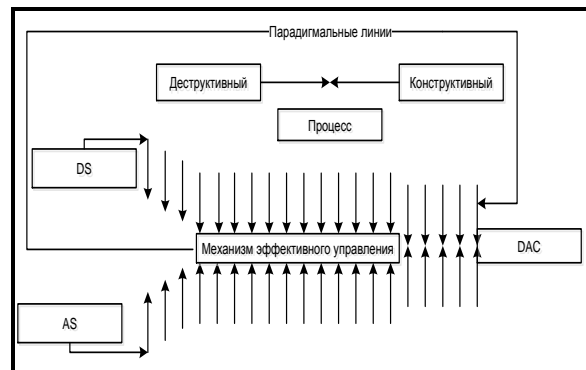 Парадигмальные линии
Деструктивный
Конструктивный
Процесс
DS
Механизм эффективного управления
DAC
AS